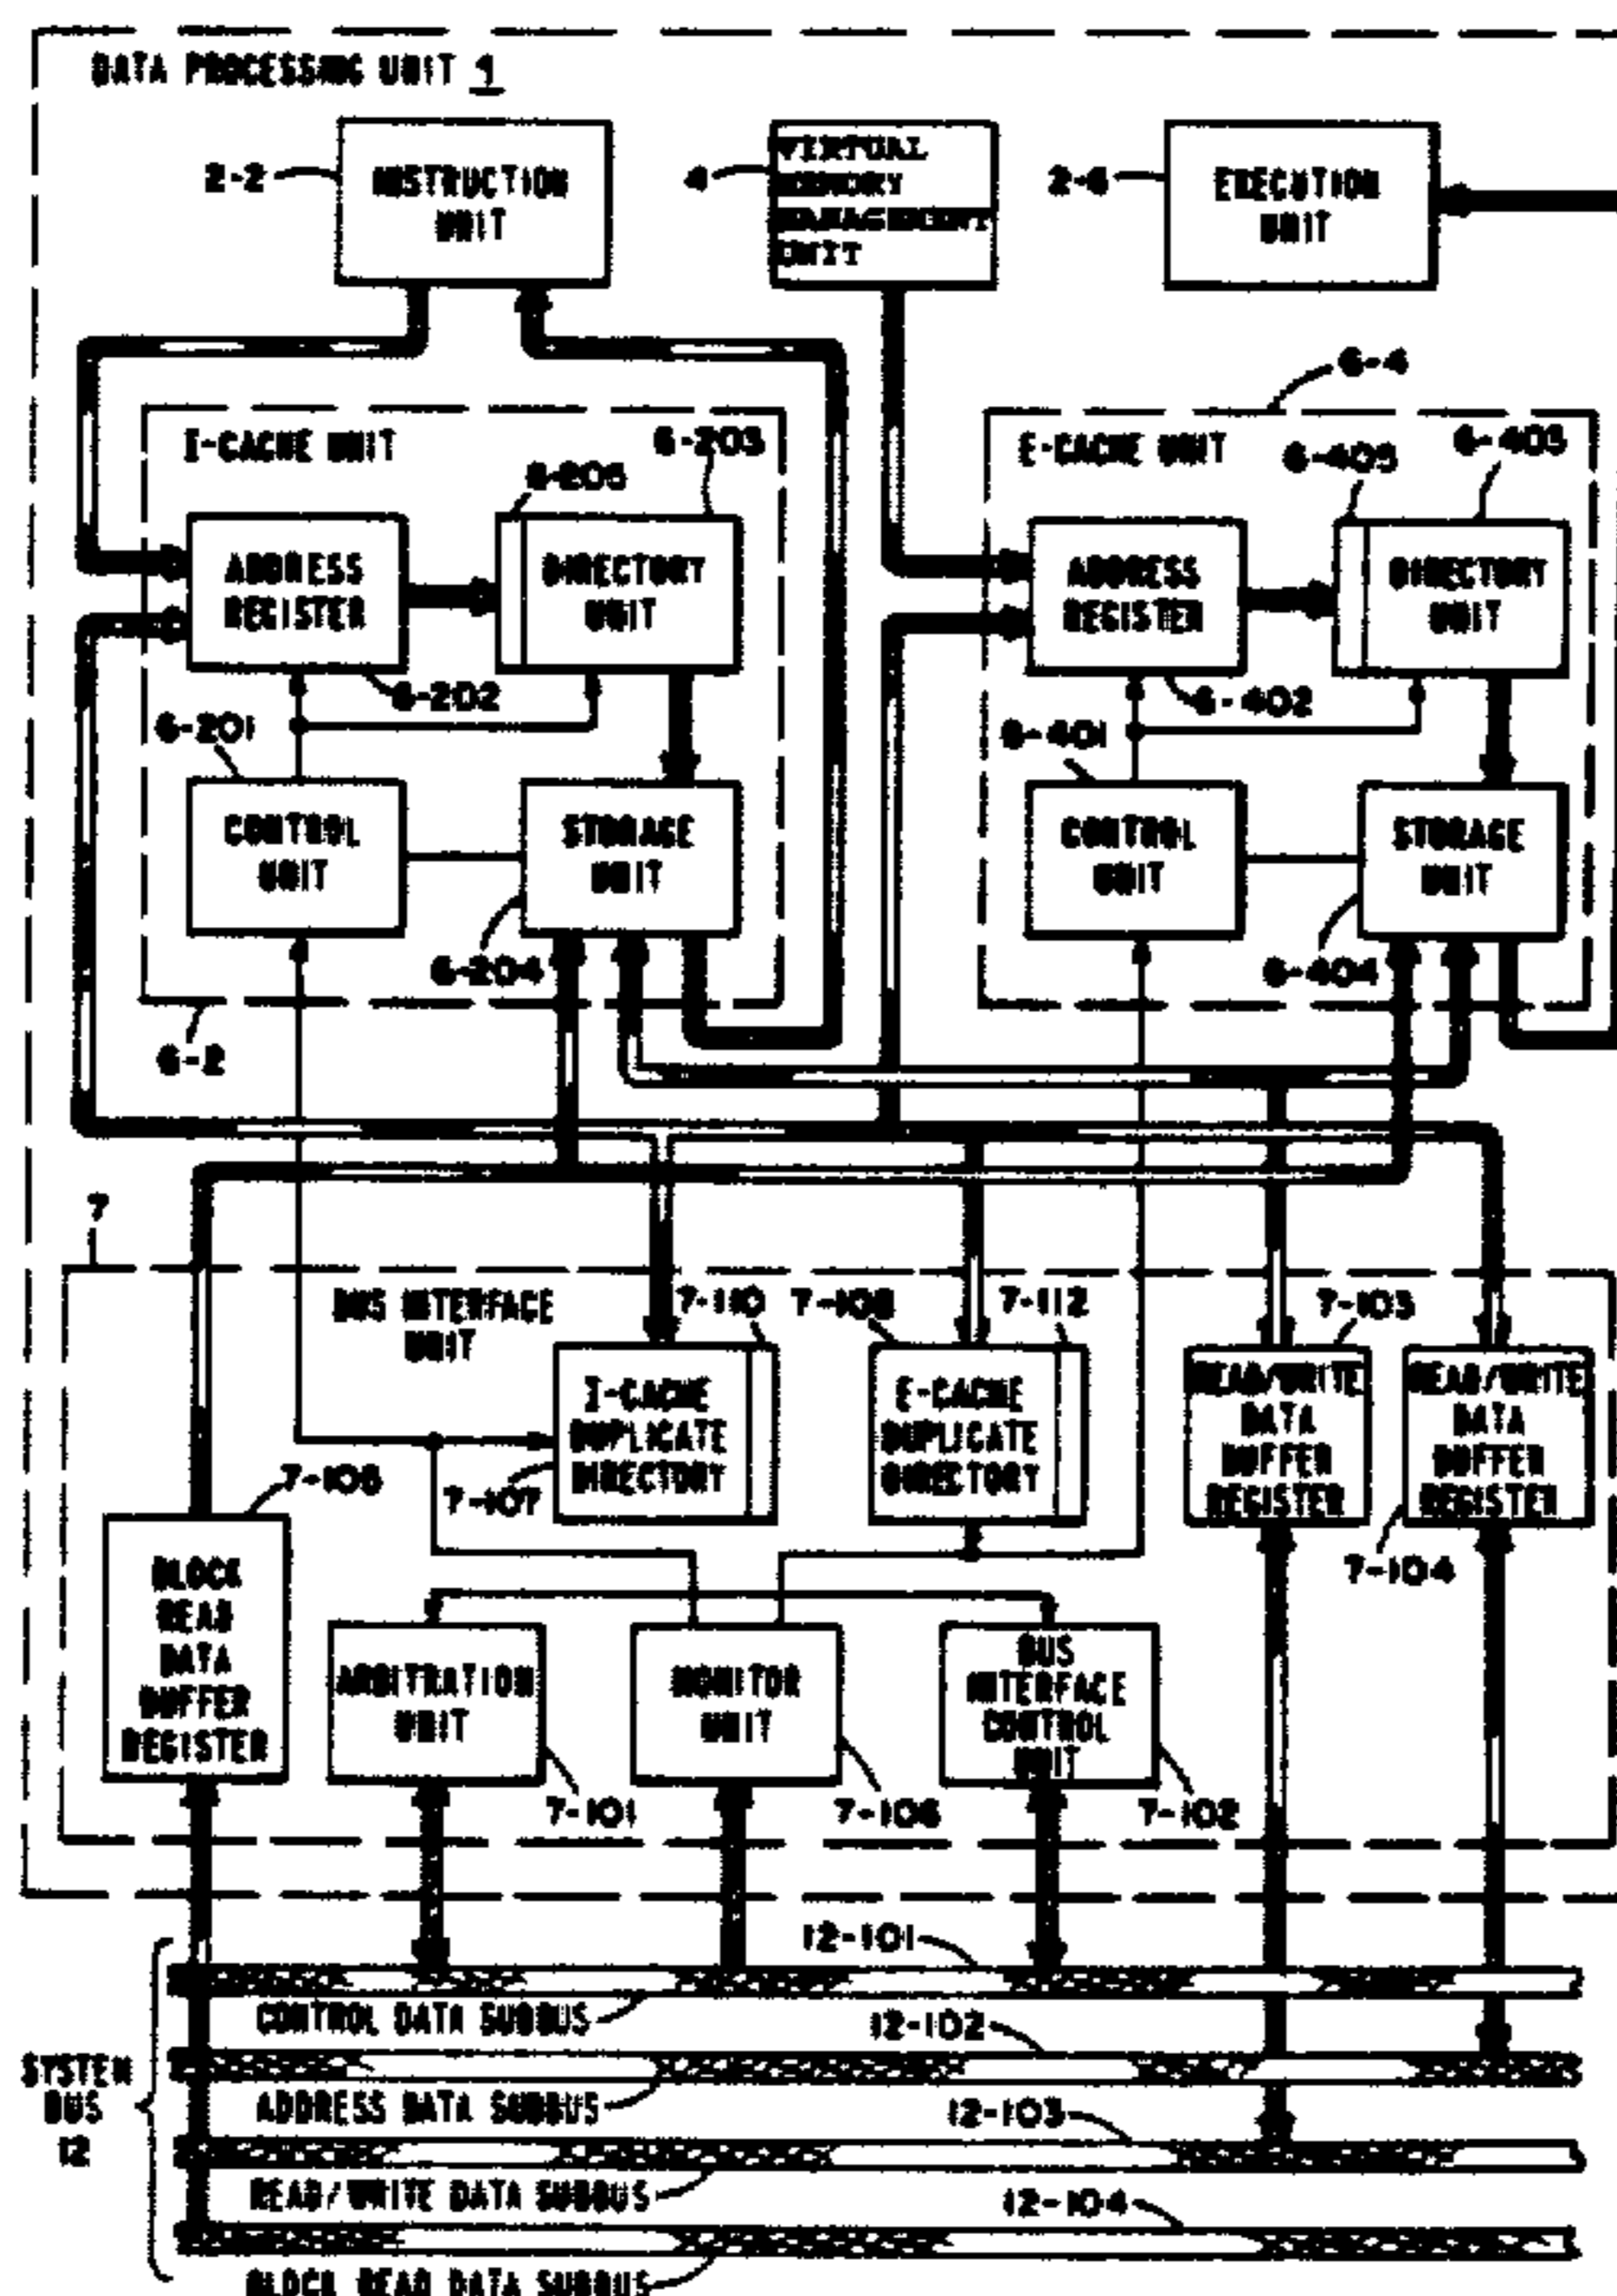 DATA PROCESSING UNIT 1
2-2
INSTRUCTION
UNIT
4
VIRTUAL
MEMORY
MANAGEMENT
UNIT
EXECUTION
UNIT
6-4
I-CACHE UNIT
6-205
6-203
E-CACHE UNIT
6-405
6-403
ADDRESS
REGISTER
DIRECTORY
UNIT
ADDRESS
REGISTER
DIRECTORY
UNIT
6-202
6-402
6-201
6-401
CONTROL
UNIT
STORAGE
UNIT
CONTROL
UNIT
STORAGE
UNIT
6-204
6-404
6-2
7
BUS INTERFACE
UNIT
7-110
7-108
7-112
7-103
I-CACHE
DUPLICATE
DIRECTORY
E-CACHE
DUPLICATE
DIRECTORY
READ/WRITE
DATA
BUFFER
REGISTER
READ/WRITE
DATA
BUFFER
REGISTER
7-107
7-105
7-104
BLOCK
READ
DATA
BUFFER
REGISTER
ARBITRATION
UNIT
MONITOR
UNIT
BUS
INTERFACE
CONTROL
UNIT
7-101
7-106
7-102
12-101
CONTROL DATA SUBBUS
12-102
SYSTEM
BUS
12
ADDRESS DATA SUBBUS
12-103
READ/WRITE DATA SUBBUS
12-104
BLOCK READ DATA SUBBUS